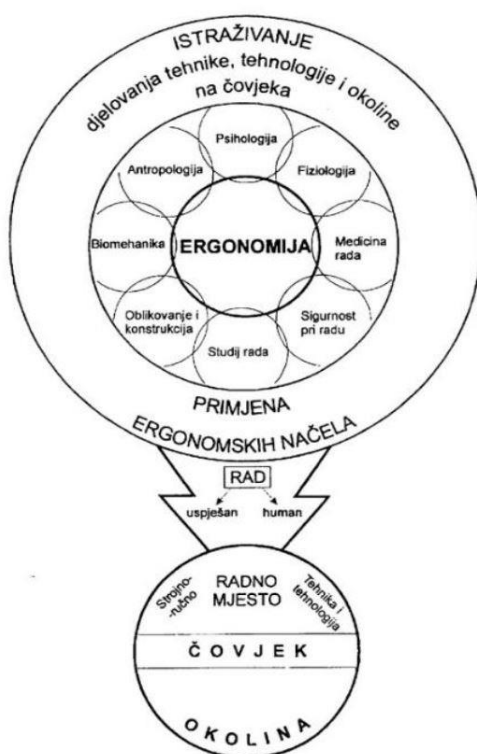 ISTRAŽIVANJE
djelovanja tehnike, tehnologije i okoline
na čovjeka
Psihologija
Antropologija
Fiziologija
Biomehanika
ERGONOMIJA
Medicina
rada
Oblikovanje i
konstrukcija
Sigurnost
pri radu
Studij rada
PRIMJENA
ERGONOMSKIH NAČELA
RAD
uspješan
human
Strojno-
-ručno
RADNO
MJESTO
Tehnika i
tehnologija
ČOVJEK
OKOLINA